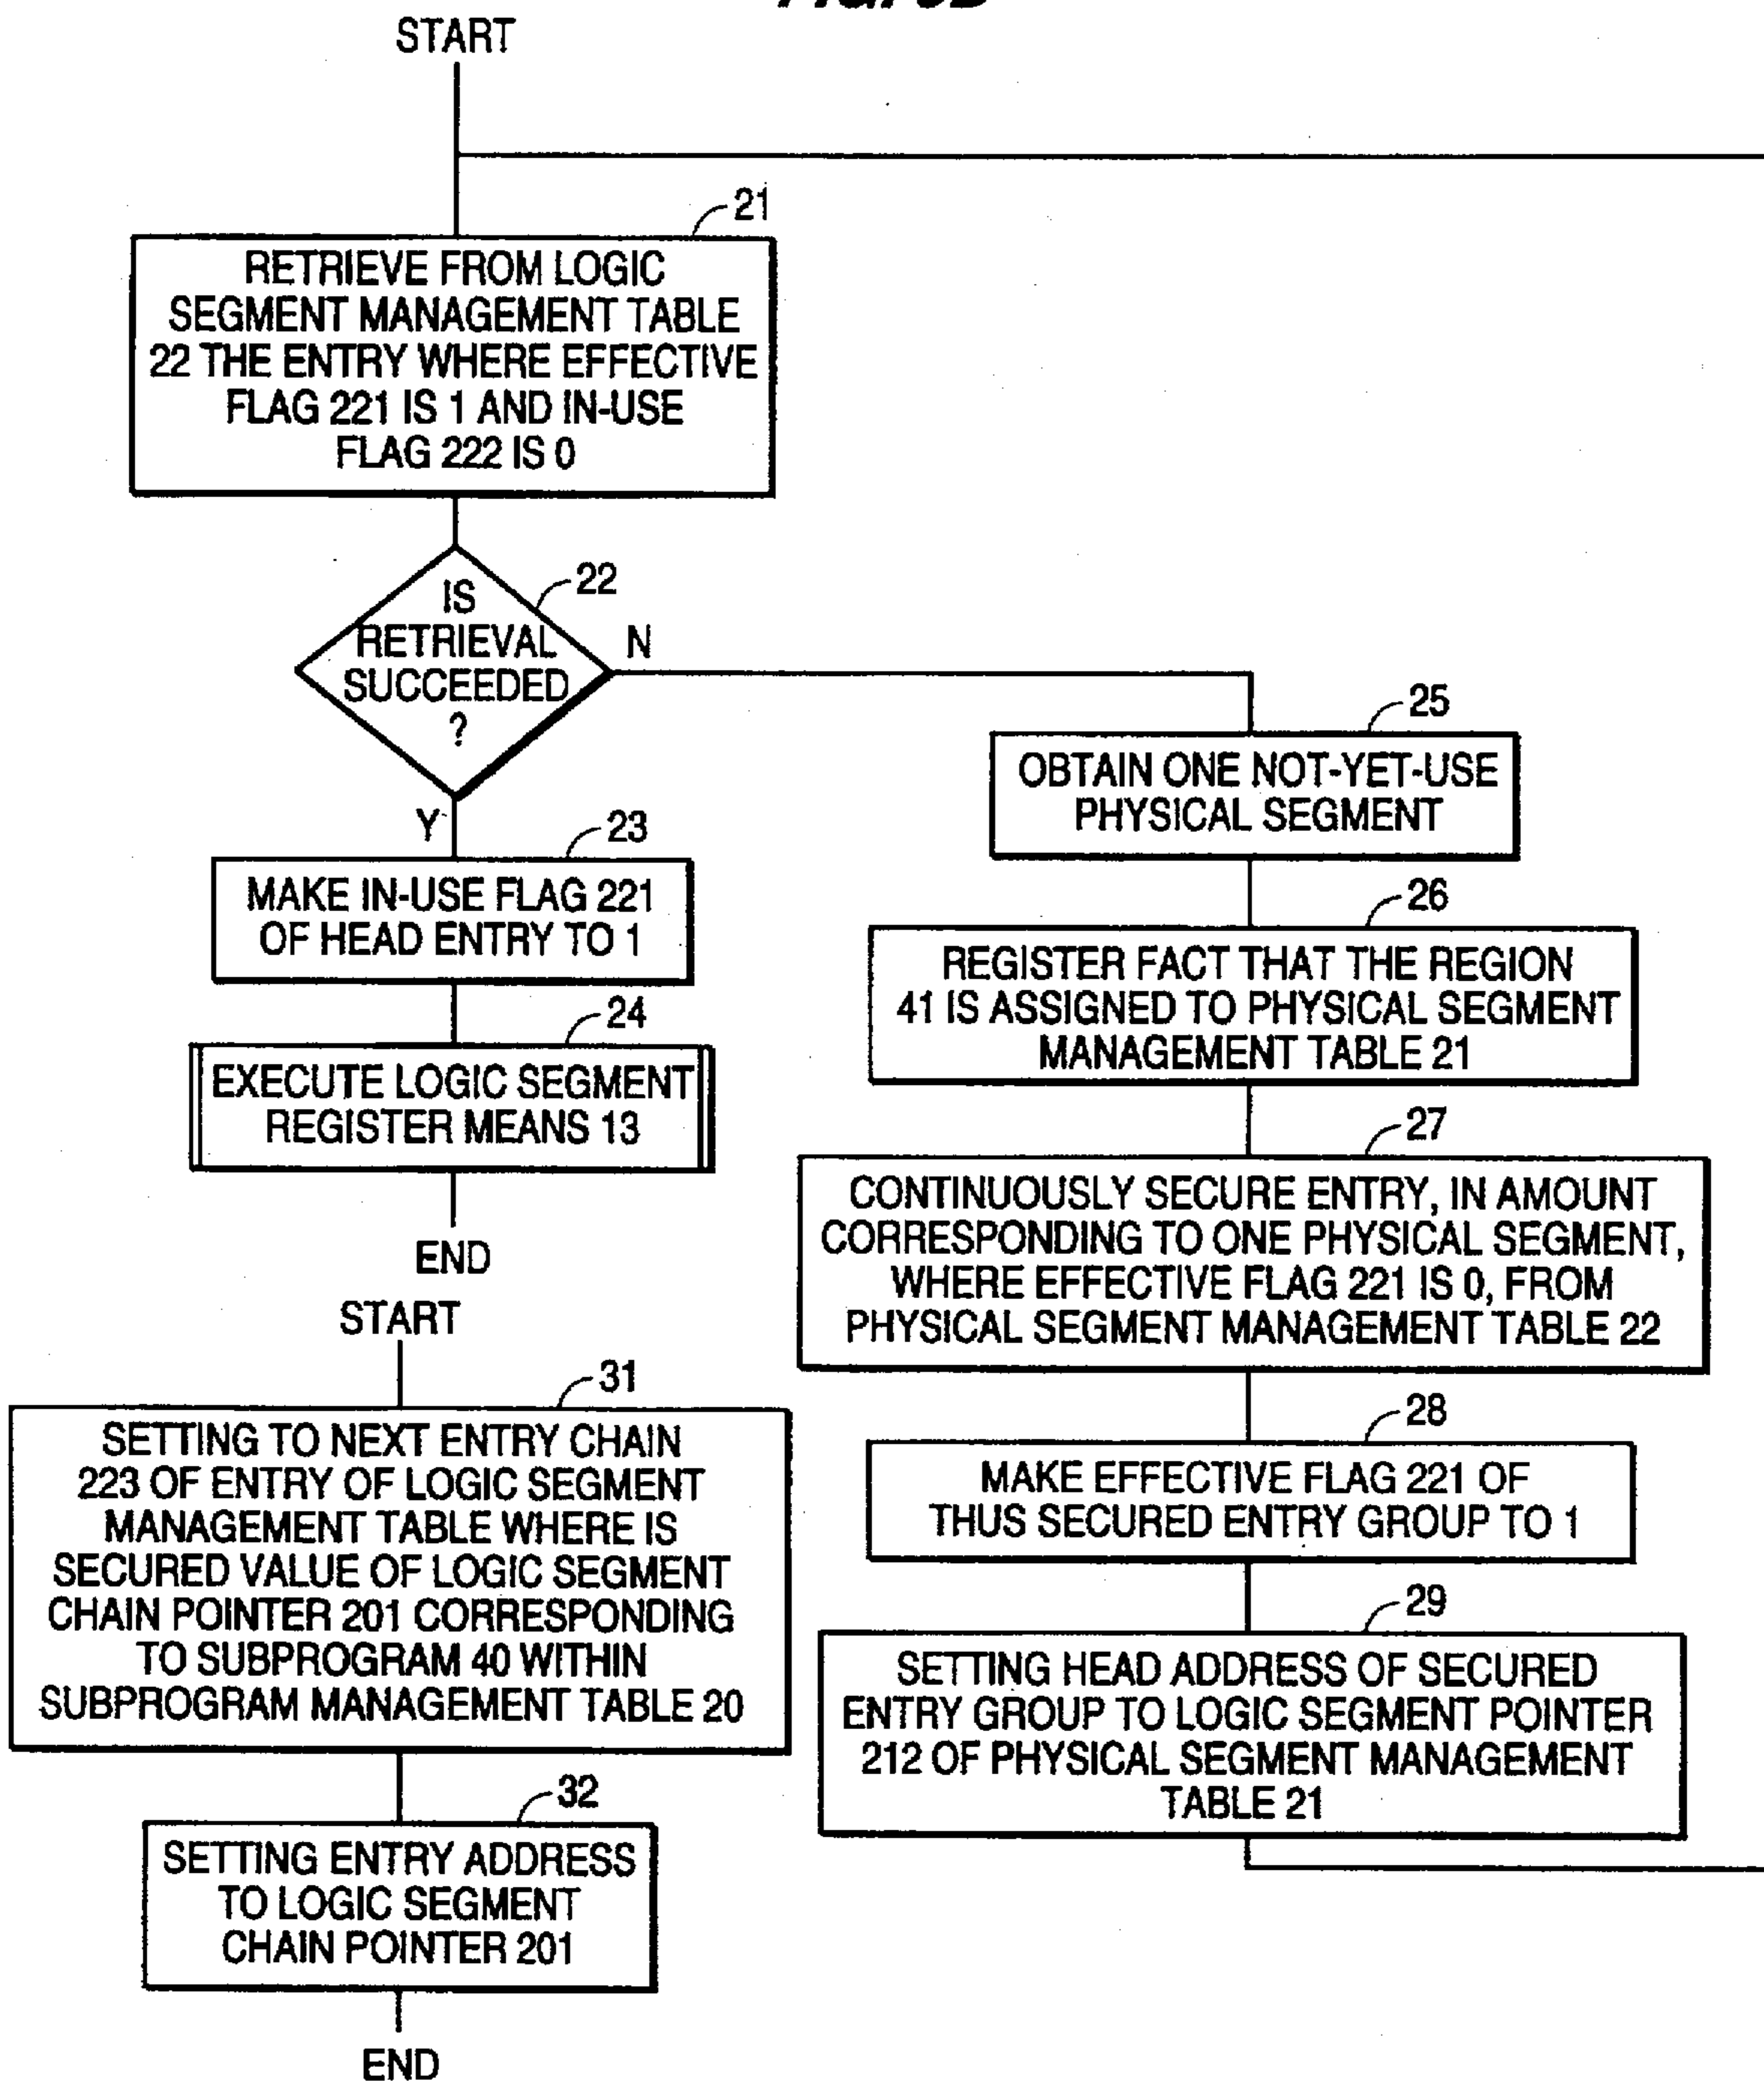 START
21
RETRIEVE FROM LOGIC
SEGMENT MANAGEMENT TABLE
22 THE ENTRY WHERE EFFECTIVE
FLAG 221 IS 1 AND IN-USE
FLAG 222 IS 0
22
IS
RETRIEVAL
SUCCEEDED
?
N
Y
23
MAKE IN-USE FLAG 221
OF HEAD ENTRY TO 1
24
EXECUTE LOGIC SEGMENT
REGISTER MEANS 13
END
25
OBTAIN ONE NOT-YET-USE
PHYSICAL SEGMENT
26
REGISTER FACT THAT THE REGION
41 IS ASSIGNED TO PHYSICAL SEGMENT
MANAGEMENT TABLE 21
27
CONTINUOUSLY SECURE ENTRY, IN AMOUNT
CORRESPONDING TO ONE PHYSICAL SEGMENT,
WHERE EFFECTIVE FLAG 221 IS 0, FROM
PHYSICAL SEGMENT MANAGEMENT TABLE 22
28
MAKE EFFECTIVE FLAG 221 OF
THUS SECURED ENTRY GROUP TO 1
29
SETTING HEAD ADDRESS OF SECURED
ENTRY GROUP TO LOGIC SEGMENT POINTER
212 OF PHYSICAL SEGMENT MANAGEMENT
TABLE 21
START
31
SETTING TO NEXT ENTRY CHAIN
223 OF ENTRY OF LOGIC SEGMENT
MANAGEMENT TABLE WHERE IS
SECURED VALUE OF LOGIC SEGMENT
CHAIN POINTER 201 CORRESPONDING
TO SUBPROGRAM 40 WITHIN
SUBPROGRAM MANAGEMENT TABLE 20
32
SETTING ENTRY ADDRESS
TO LOGIC SEGMENT
CHAIN POINTER 201
END